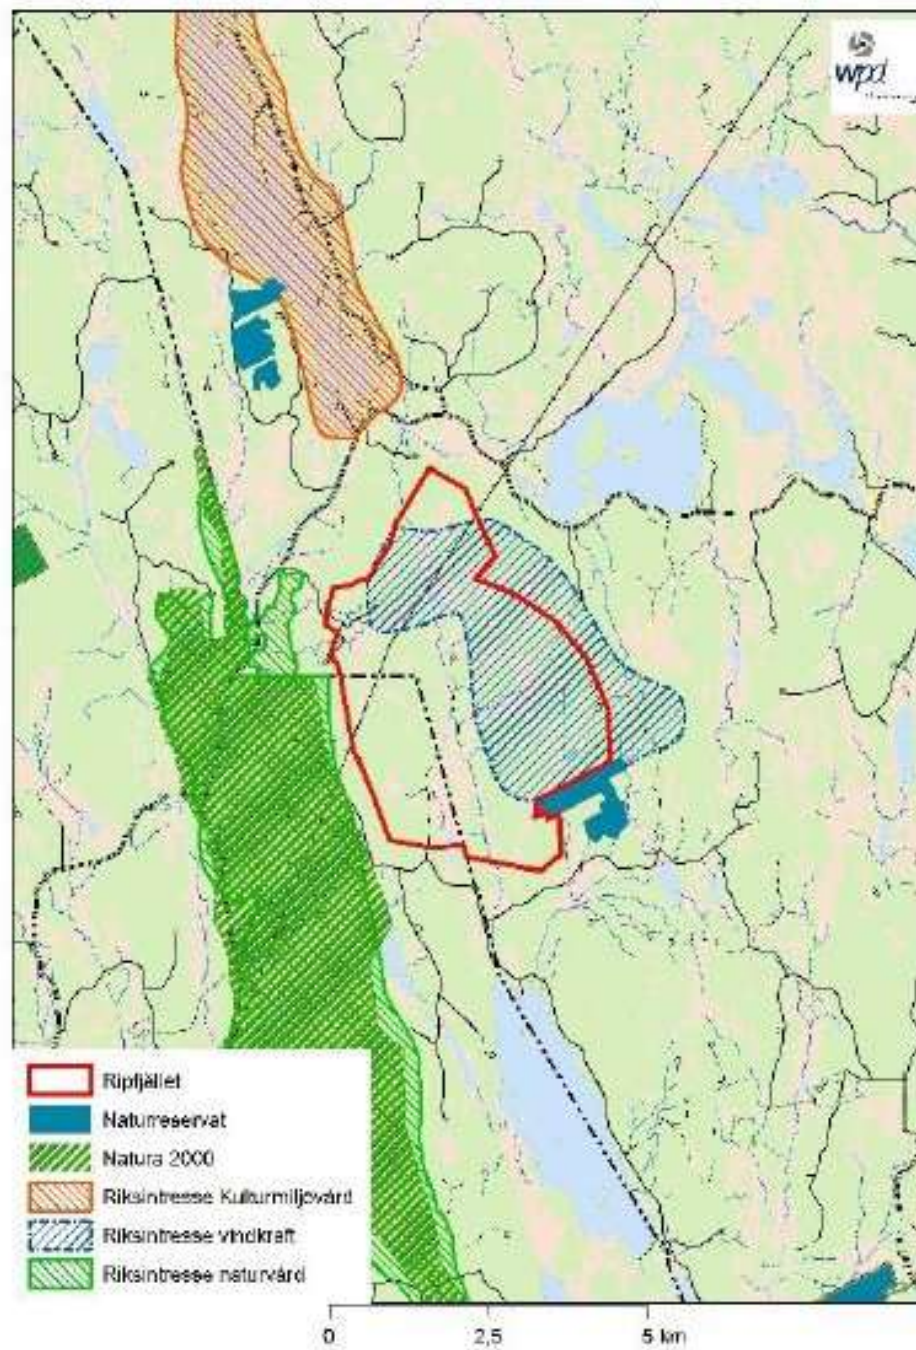 wpd
Ripfjället
Naturreservat
Natura 2000
Riksintresse Kulturmiljövård
Riksintresse vindkraft
Riksintresse naturvård
0 2,5 5 km